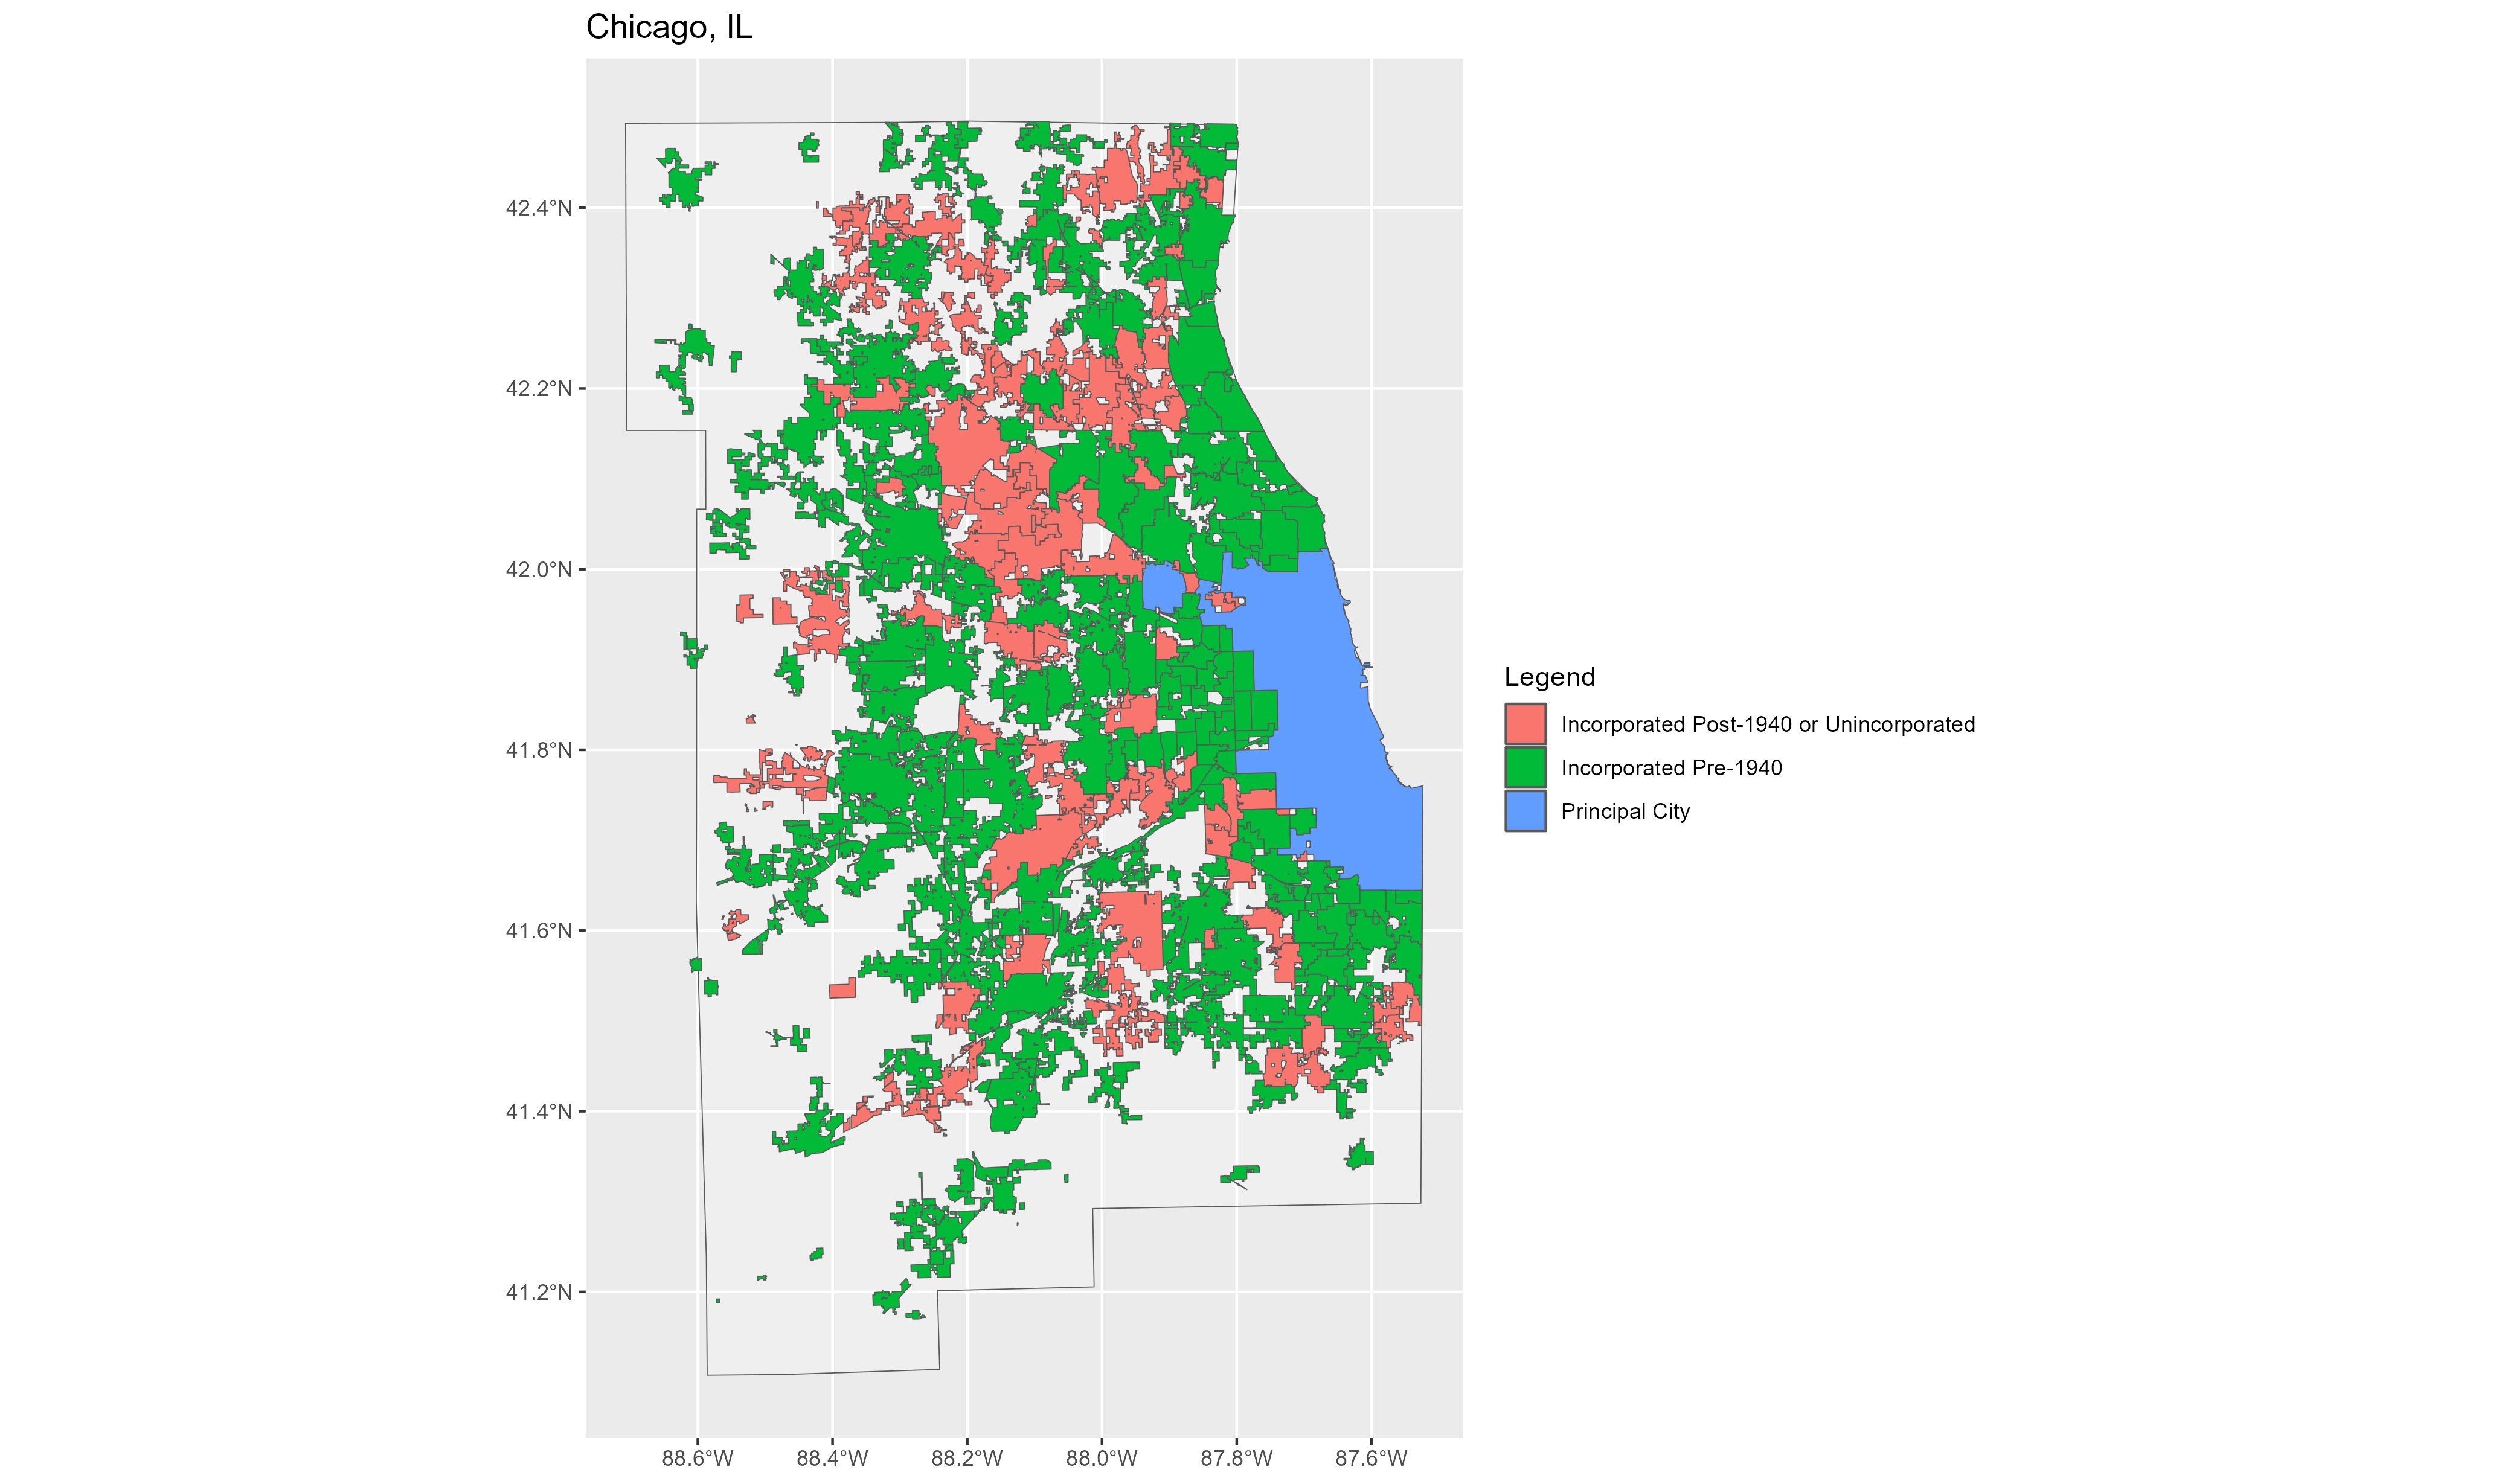 Chicago, IL
42.4°N
42.2°N
42.0°N
41.8°N
41.6°N
41.4°N
41.2°N
88.6°W
88.4°W
88.2°W
88.0°W
87.8°W
87.6°W
Legend
Incorporated Post-1940 or Unincorporated
Incorporated Pre-1940
Principal City